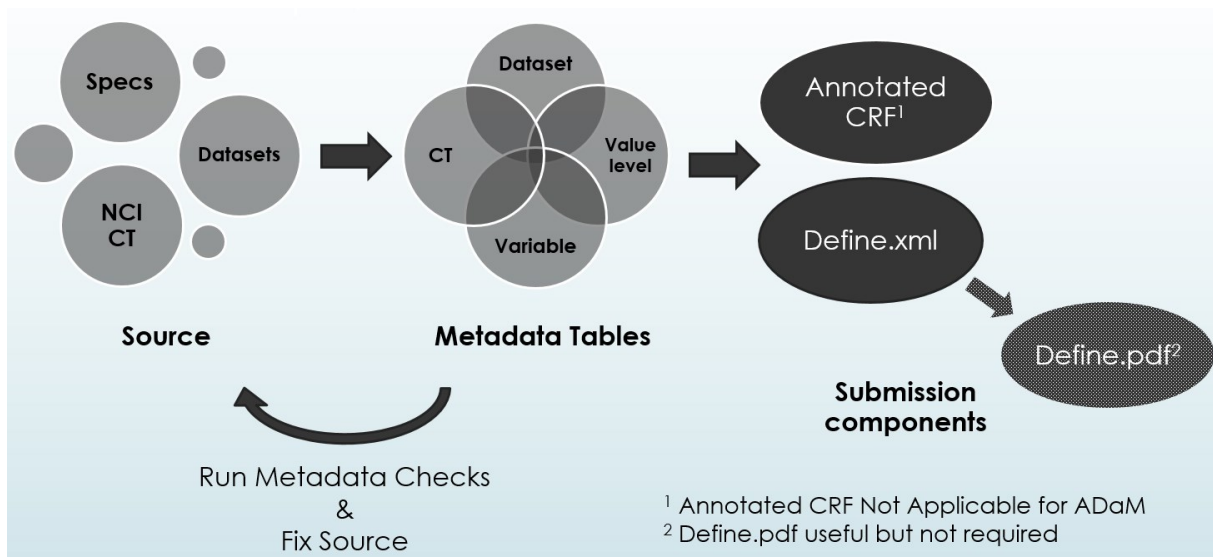 Specs
Datasets
NCI
CT
Source
Dataset
CT
Value
level
Variable
Metadata Tables
Annotated
CRF¹
Define.xml
Define.pdf²
Submission
components
Run Metadata Checks
&
Fix Source
¹ Annotated CRF Not Applicable for ADaM
² Define.pdf useful but not required